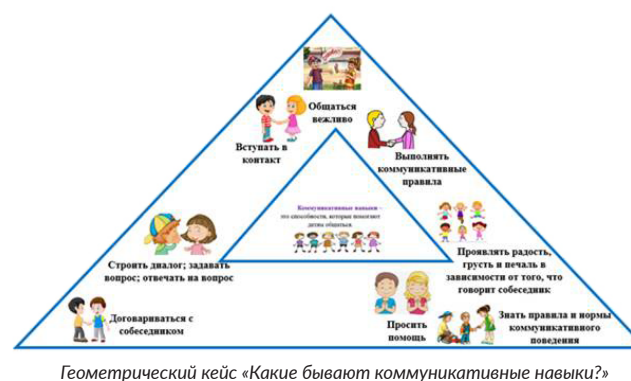 Общаться
вежливо
Вступать в
контакт
Выполнять
коммуникативные
правила
Коммуникативные навыки –
это способности, которые помогают
детям общаться.
Строить диалог; задавать
вопрос; отвечать на вопрос
Проявлять радость,
грусть и печаль в
зависимости от того, что
говорит собеседник
Договариваться с
собеседником
Просить
помощь
Знать правила и нормы
коммуникативного
поведения
Геометрический кейс «Какие бывают коммуникативные навыки?»